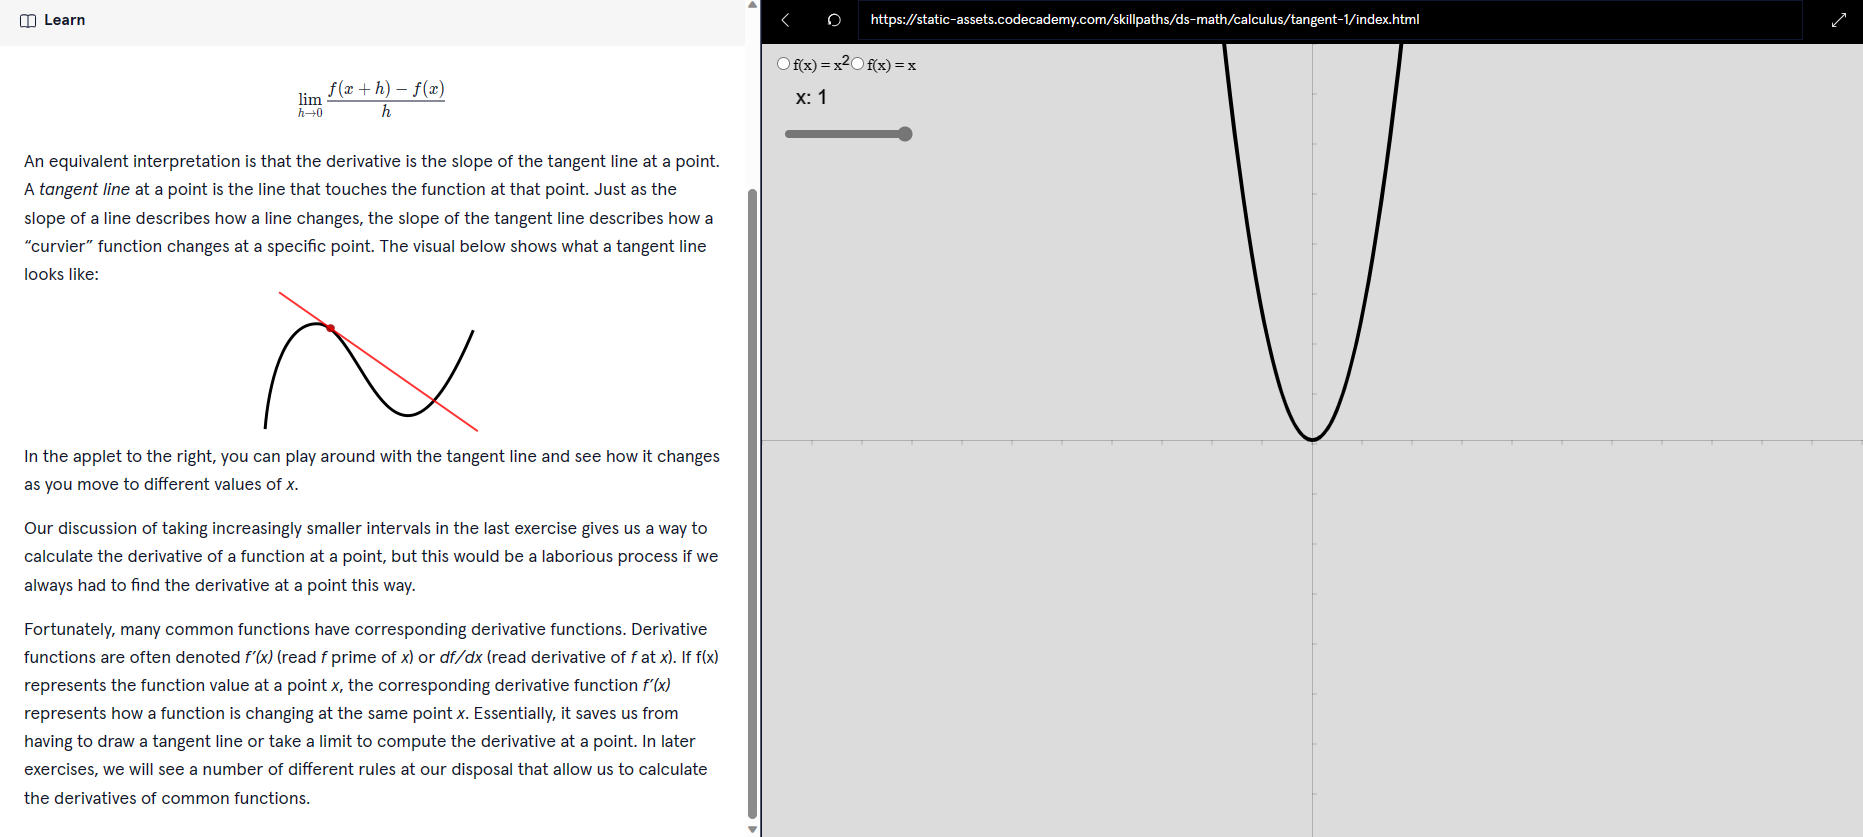 Learn
lim h→0 f(x + h) − f(x) / h
An equivalent interpretation is that the derivative is the slope of the tangent line at a point.
A tangent line at a point is the line that touches the function at that point. Just as the
slope of a line describes how a line changes, the slope of the tangent line describes how a
“curvier” function changes at a specific point. The visual below shows what a tangent line
looks like:
In the applet to the right, you can play around with the tangent line and see how it changes
as you move to different values of x.
Our discussion of taking increasingly smaller intervals in the last exercise gives us a way to
calculate the derivative of a function at a point, but this would be a laborious process if we
always had to find the derivative at a point this way.
Fortunately, many common functions have corresponding derivative functions. Derivative
functions are often denoted f’(x) (read f prime of x) or df/dx (read derivative of f at x). If f(x)
represents the function value at a point x, the corresponding derivative function f’(x)
represents how a function is changing at the same point x. Essentially, it saves us from
having to draw a tangent line or take a limit to compute the derivative at a point. In later
exercises, we will see a number of different rules at our disposal that allow us to calculate
the derivatives of common functions.
https://static-assets.codecademy.com/skillpaths/ds-math/calculus/tangent-1/index.html
f(x) = x² f(x) = x
x: 1